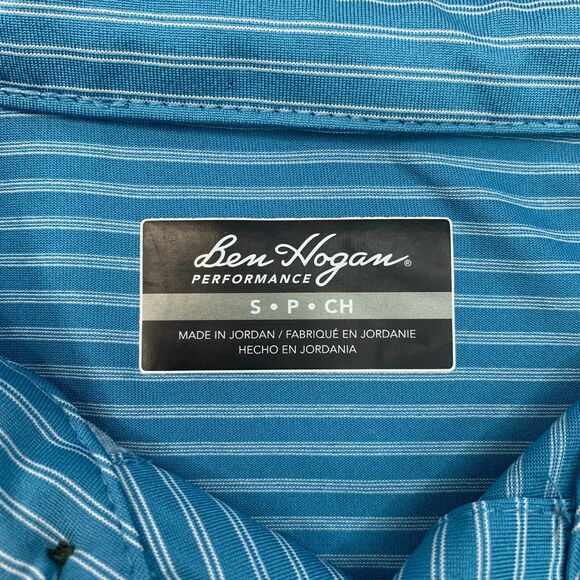 Ben Hogan®
PERFORMANCE
S • P • CH
MADE IN JORDAN / FABRIQUÉ EN JORDANIE
HECHO EN JORDANIA